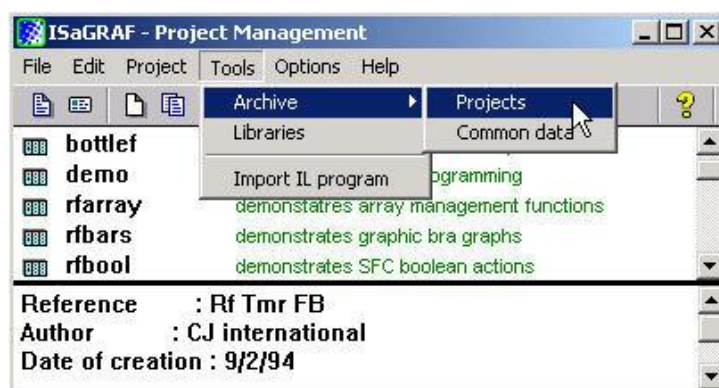 ISaGRAF - Project Management
File Edit Project Tools Options Help
Archive
Projects
Libraries
Common data
Import IL program
bottlef
demo ogramming
rfarray demonstatres array management functions
rfbars demonstrates graphic bra graphs
rfbool demonstrates SFC boolean actions
Reference : Rf Tmr FB
Author : CJ international
Date of creation : 9/2/94